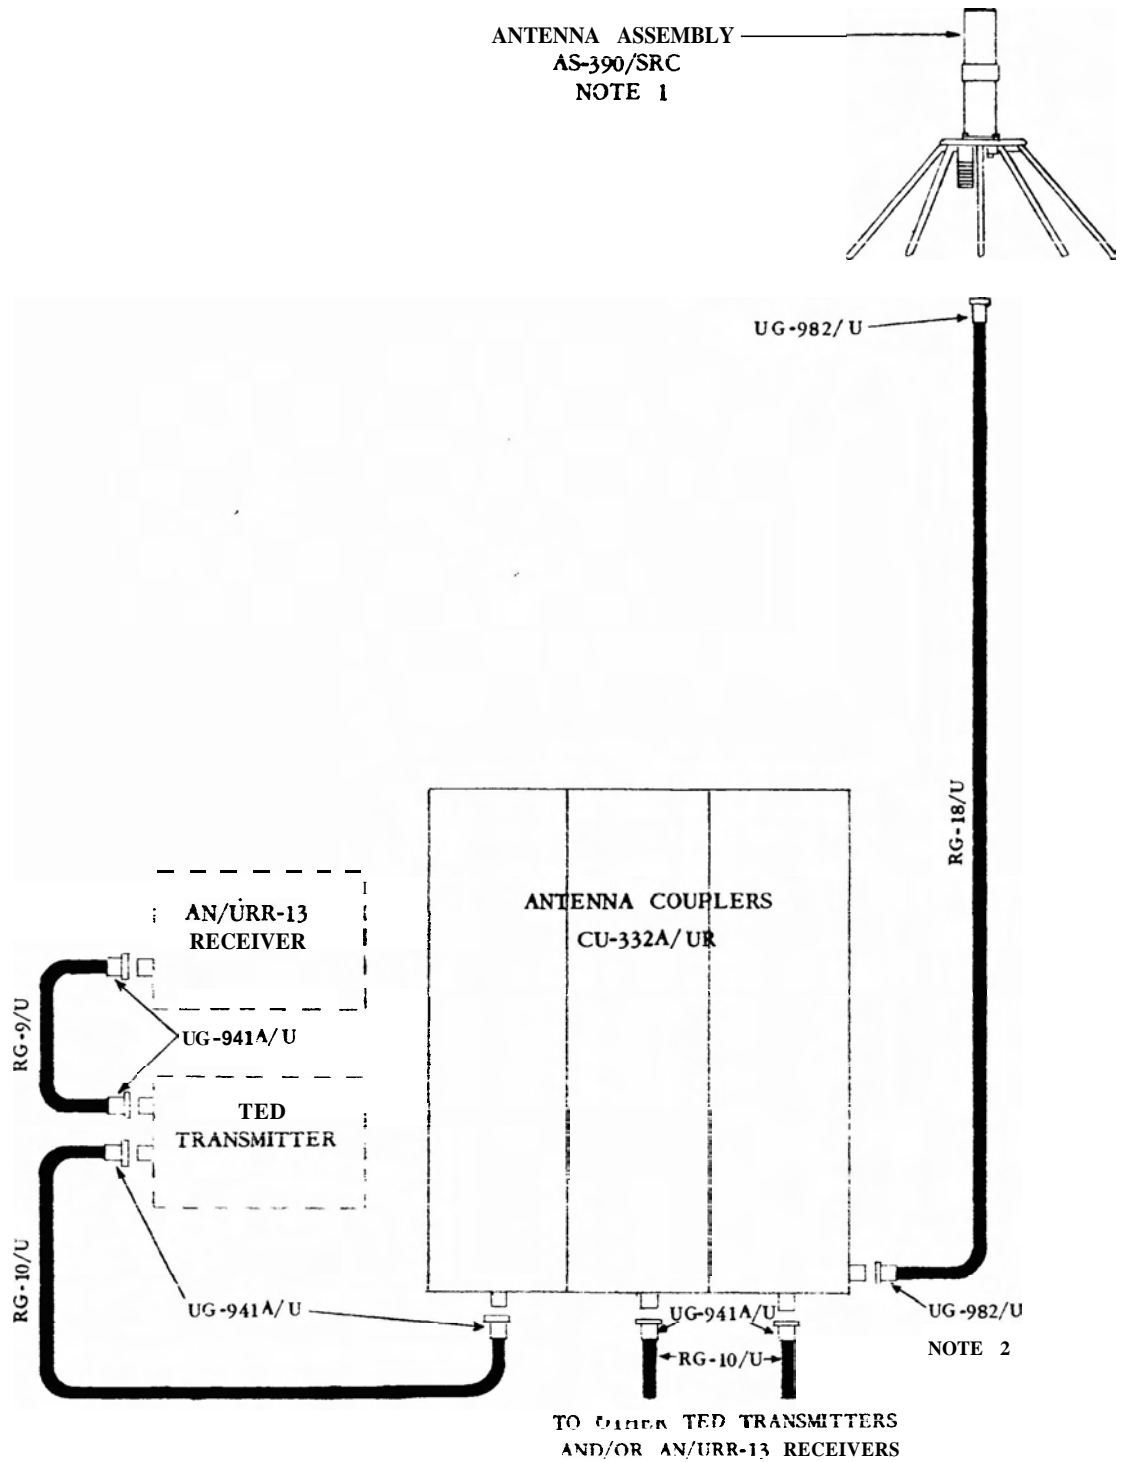 ANTENNA ASSEMBLY
AS-390/SRC
NOTE 1
UG-982/U
RG-18/U
ANTENNA COUPLERS
CU-332A/UR
AN/URR-13
RECEIVER
RG-9/U
UG-941A/U
TED
TRANSMITTER
RG-10/U
UG-941A/U
UG-941A/U
RG-10/U
UG-982/U
NOTE 2
TO OTHER TED TRANSMITTERS
AND/OR AN/URR-13 RECEIVERS